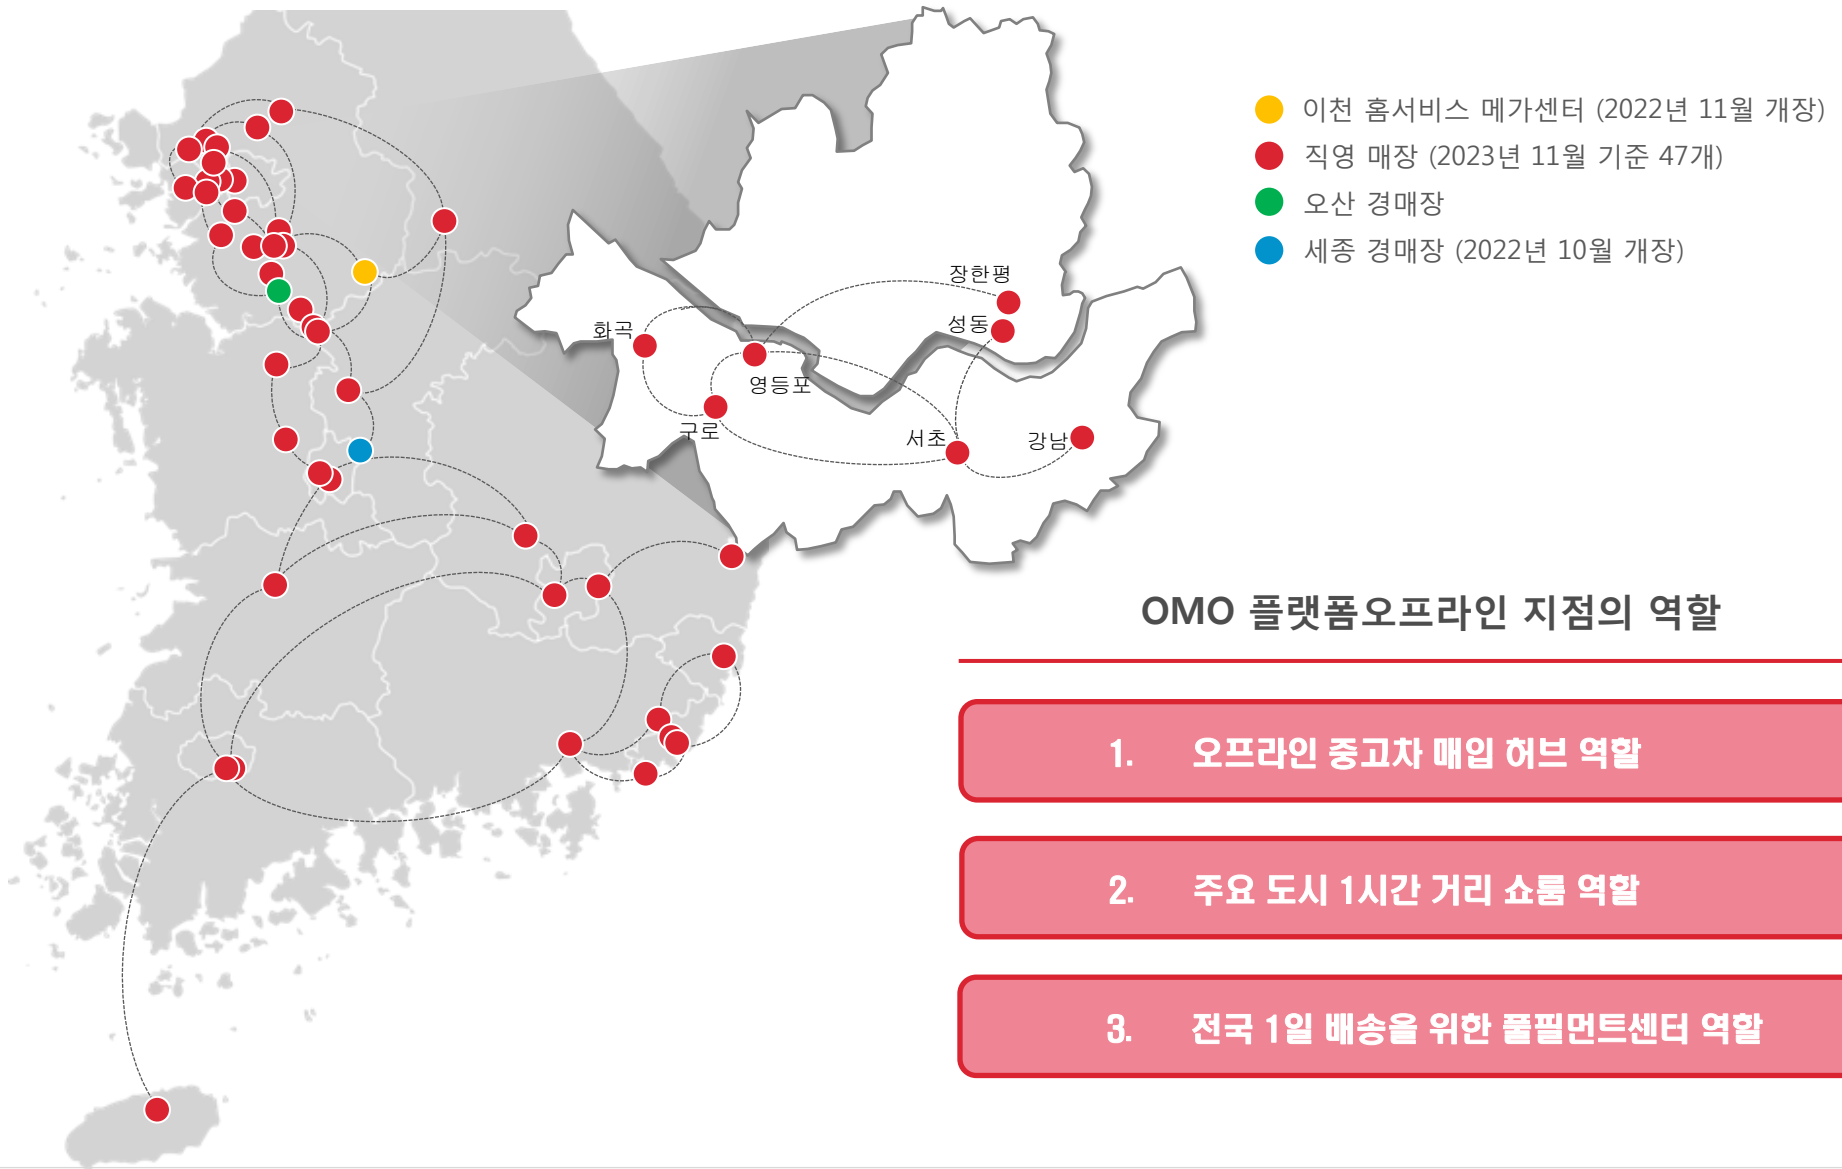 이천 홈서비스 메가센터 (2022년 11월 개장)
직영 매장 (2023년 11월 기준 47개)
오산 경매장
세종 경매장 (2022년 10월 개장)
장한평
성동
화곡
영등포
구로
서초
강남
OMO 플랫폼오프라인 지점의 역할
1. 오프라인 중고차 매입 허브 역할
2. 주요 도시 1시간 거리 쇼룸 역할
3. 전국 1일 배송을 위한 풀필먼트센터 역할